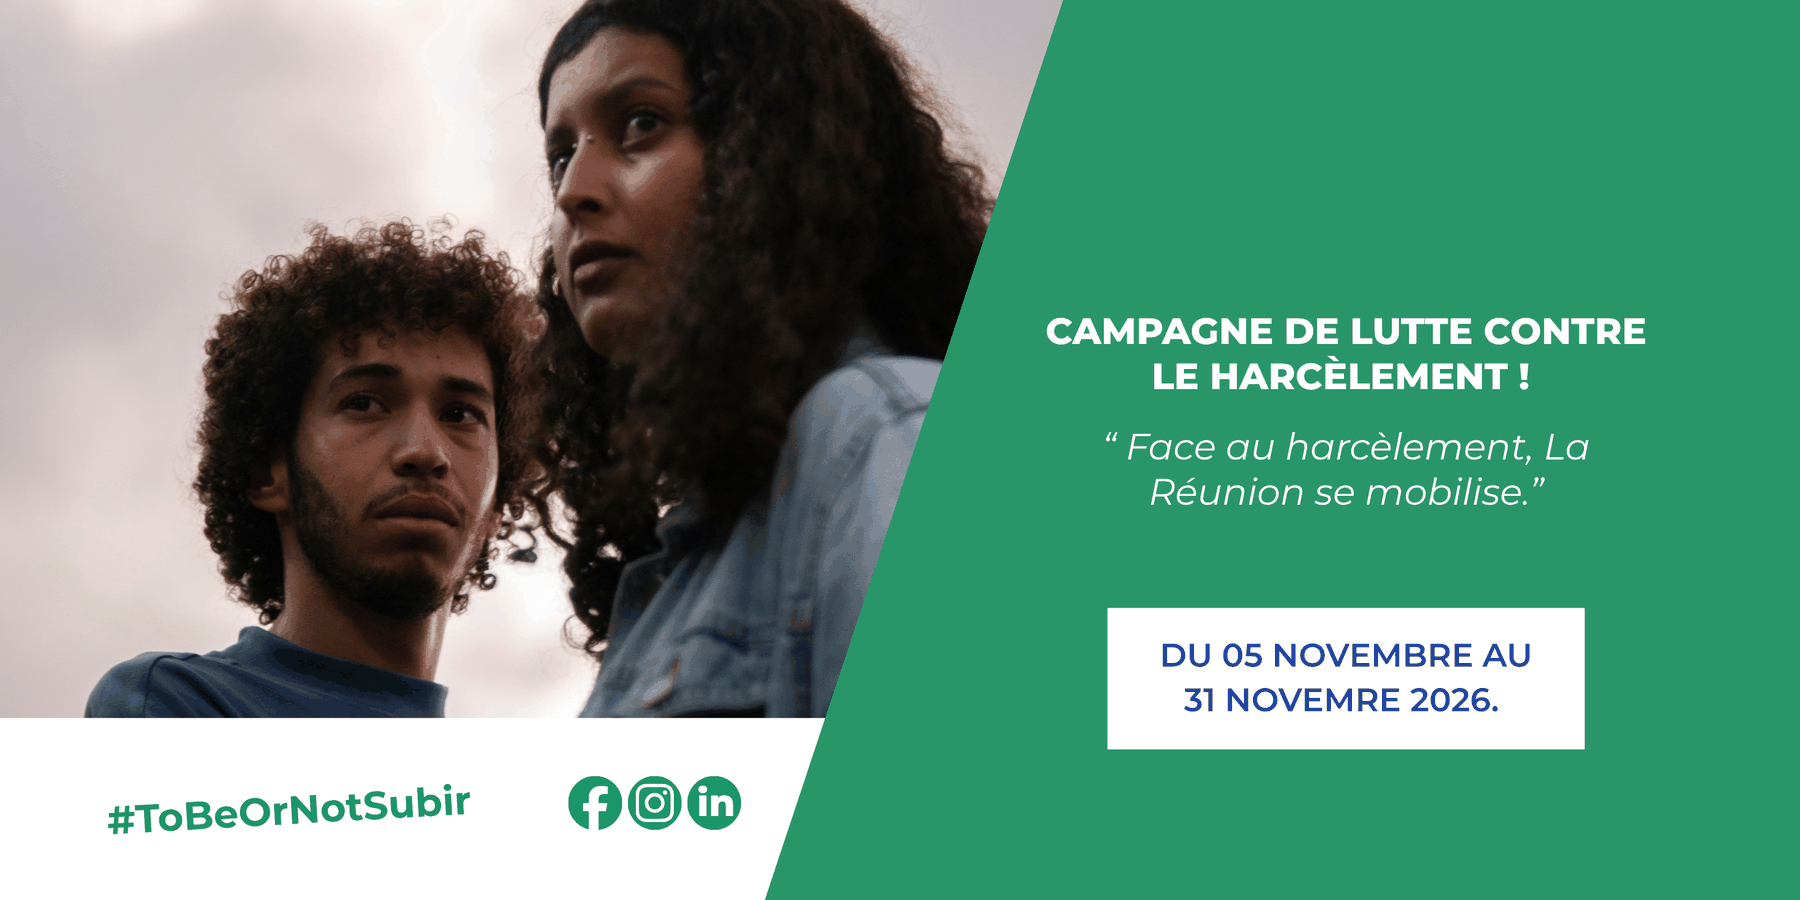 CAMPAGNE DE LUTTE CONTRE
LE HARCÈLEMENT !
“ Face au harcèlement, La
Réunion se mobilise.”
DU 05 NOVEMBRE AU
31 NOVEMRE 2026.
#ToBeOrNotSubir